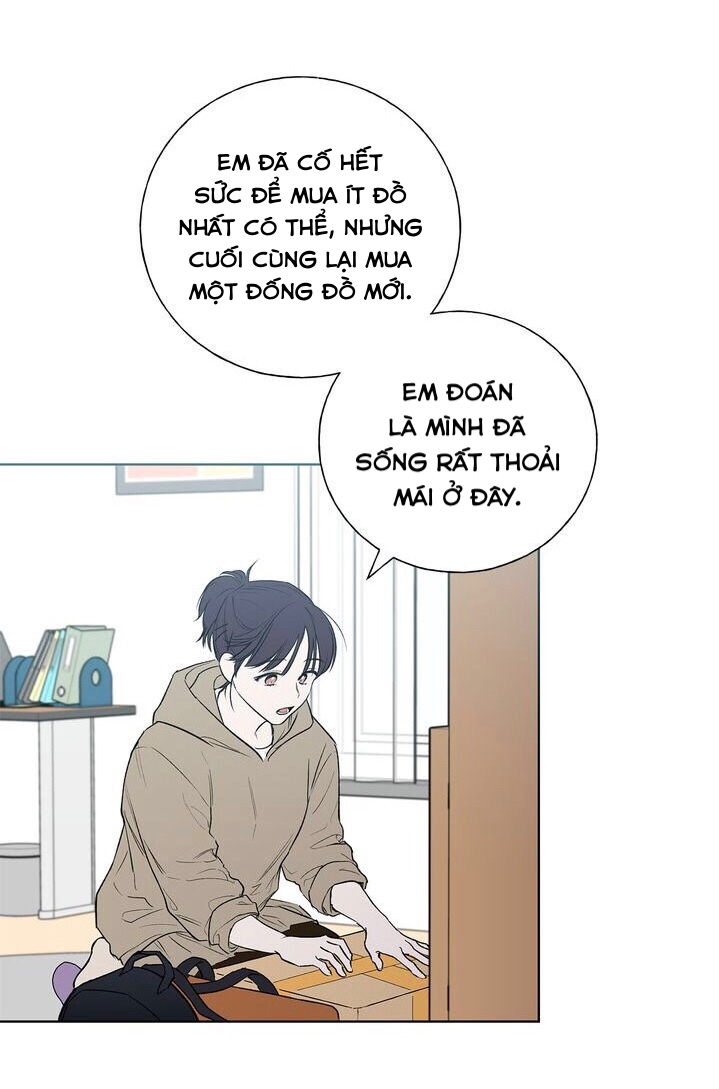 EM ĐÃ CỐ HẾT
SỨC ĐỂ MUA ÍT ĐỒ
NHẤT CÓ THỂ, NHƯNG
CUỐI CÙNG LẠI MUA
MỘT ĐỐNG ĐỒ MỚI.
EM ĐOÁN
LÀ MÌNH ĐÃ
SỐNG RẤT THOẢI
MÁI Ở ĐÂY.